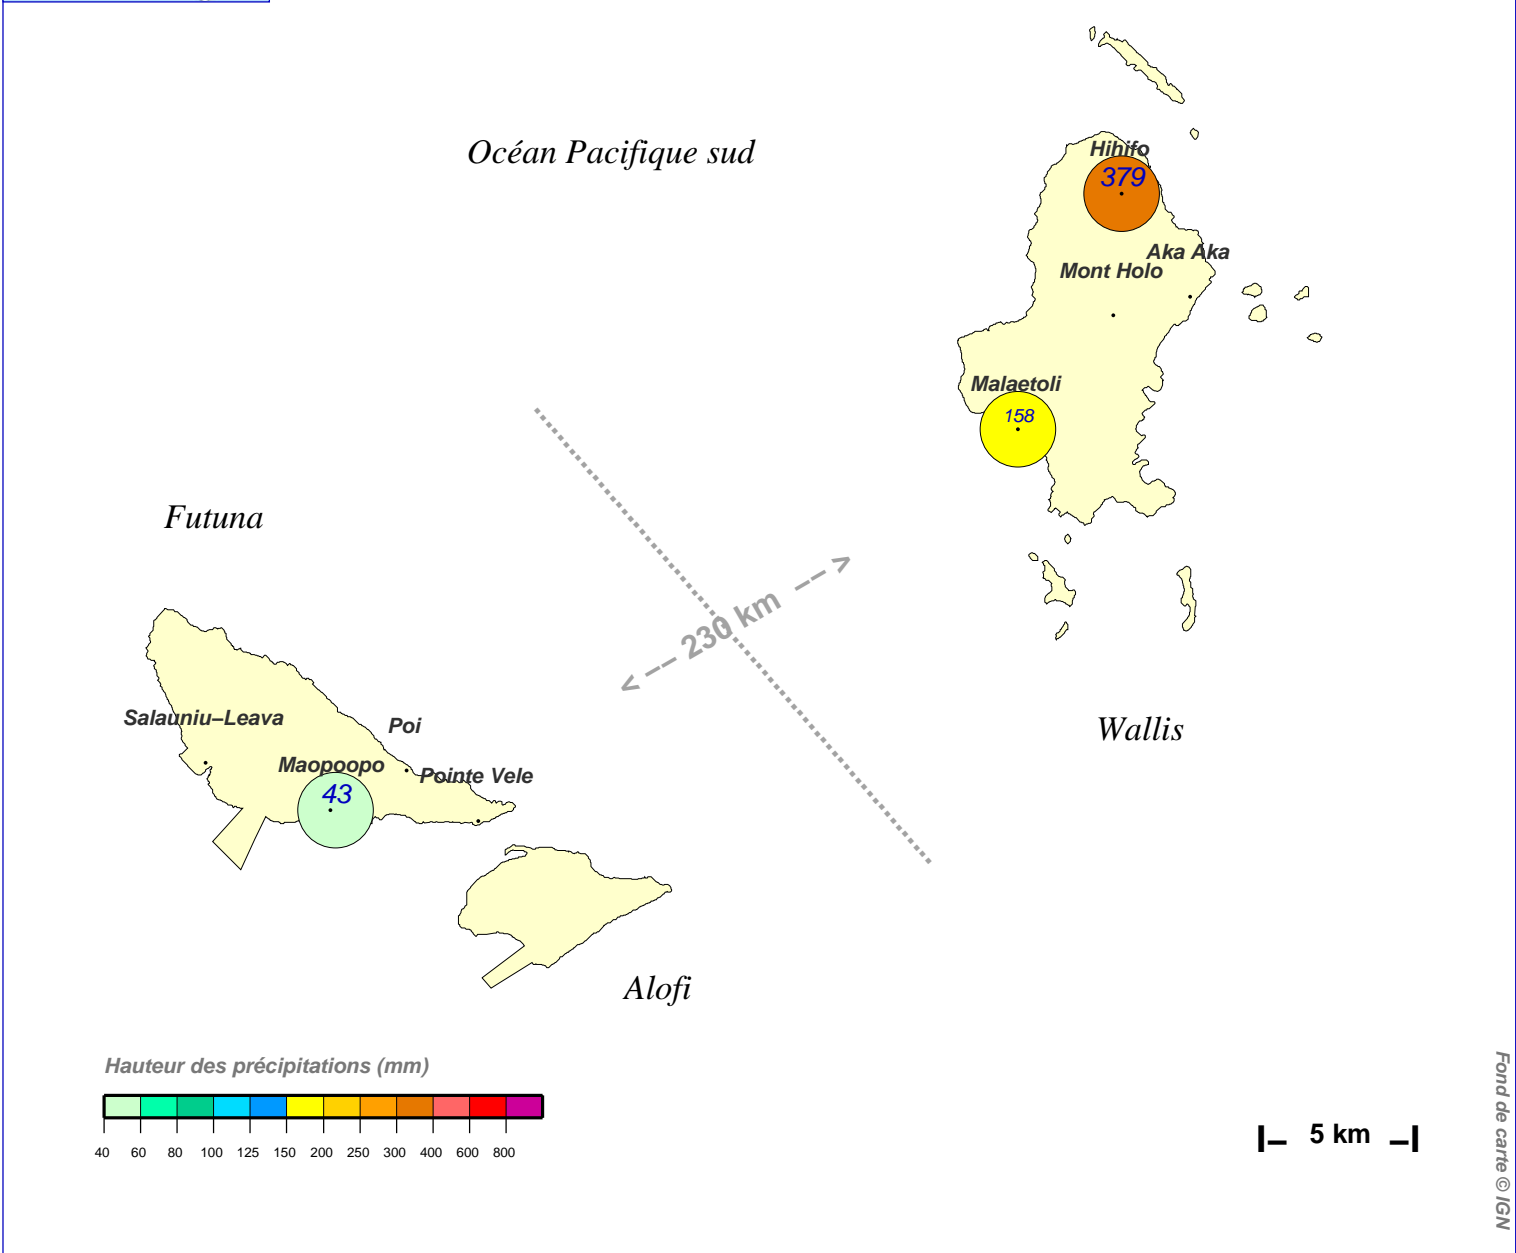 Océan Pacifique sud
Hihifo
379
Aka Aka
Mont Holo
Malaetoli
158
Futuna
230 km
Salauniu–Leava
Poi
Wallis
Maopoopo
Pointe Vele
43
Alofi
Hauteur des précipitations (mm)
40 60 80 100 125 150 200 250 300 400 600 800
5 km
Fond de carte © IGN